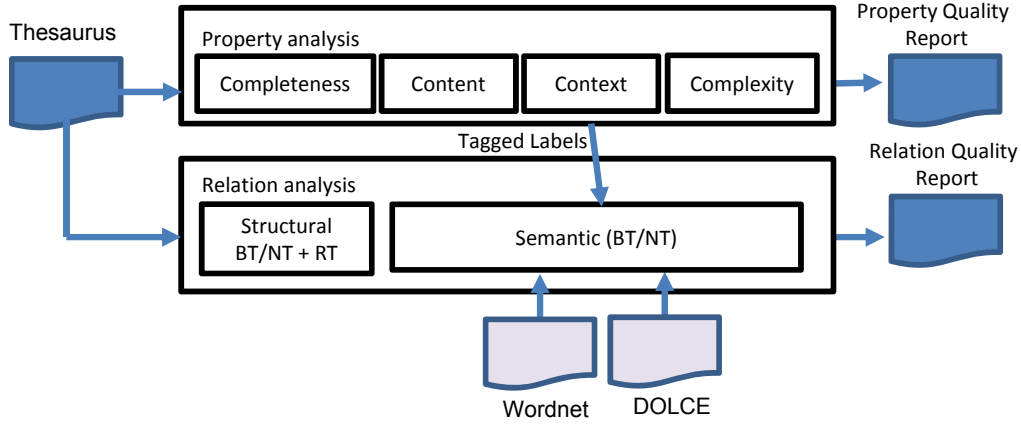 Thesaurus
Property analysis
Completeness
Content
Context
Complexity
Property Quality
Report
Tagged Labels
Relation analysis
Structural
BT/NT + RT
Semantic (BT/NT)
Relation Quality
Report
Wordnet
DOLCE